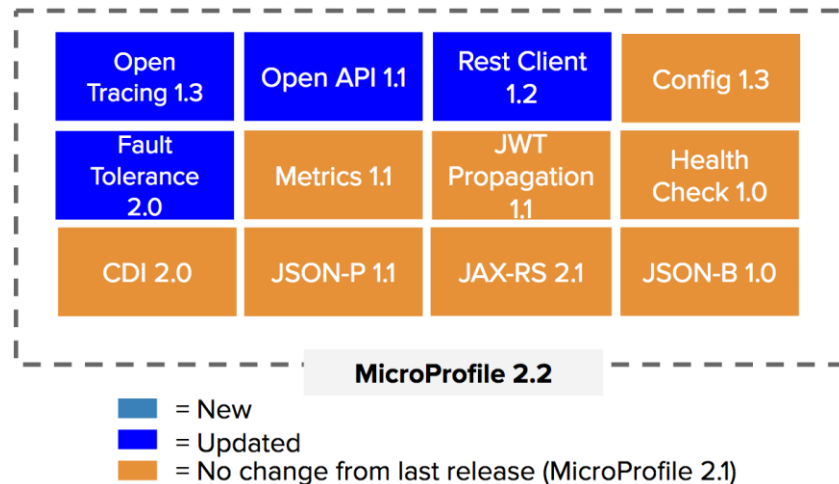 Open
Tracing 1.3
Open API 1.1
Rest Client
1.2
Config 1.3
Fault
Tolerance
2.0
Metrics 1.1
JWT
Propagation
1.1
Health
Check 1.0
CDI 2.0
JSON-P 1.1
JAX-RS 2.1
JSON-B 1.0
MicroProfile 2.2
= New
= Updated
= No change from last release (MicroProfile 2.1)